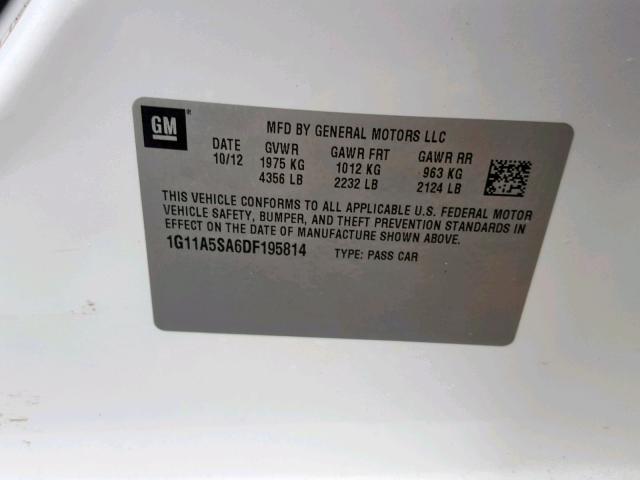 GM®
MFD BY GENERAL MOTORS LLC
DATE GVWR GAWR FRT GAWR RR
10/12 1975 KG 1012 KG 963 KG
4356 LB 2232 LB 2124 LB
THIS VEHICLE CONFORMS TO ALL APPLICABLE U.S. FEDERAL MOTOR
VEHICLE SAFETY, BUMPER, AND THEFT PREVENTION STANDARDS IN
EFFECT ON THE DATE OF MANUFACTURE SHOWN ABOVE.
1G11A5SA6DF195814 TYPE: PASS CAR